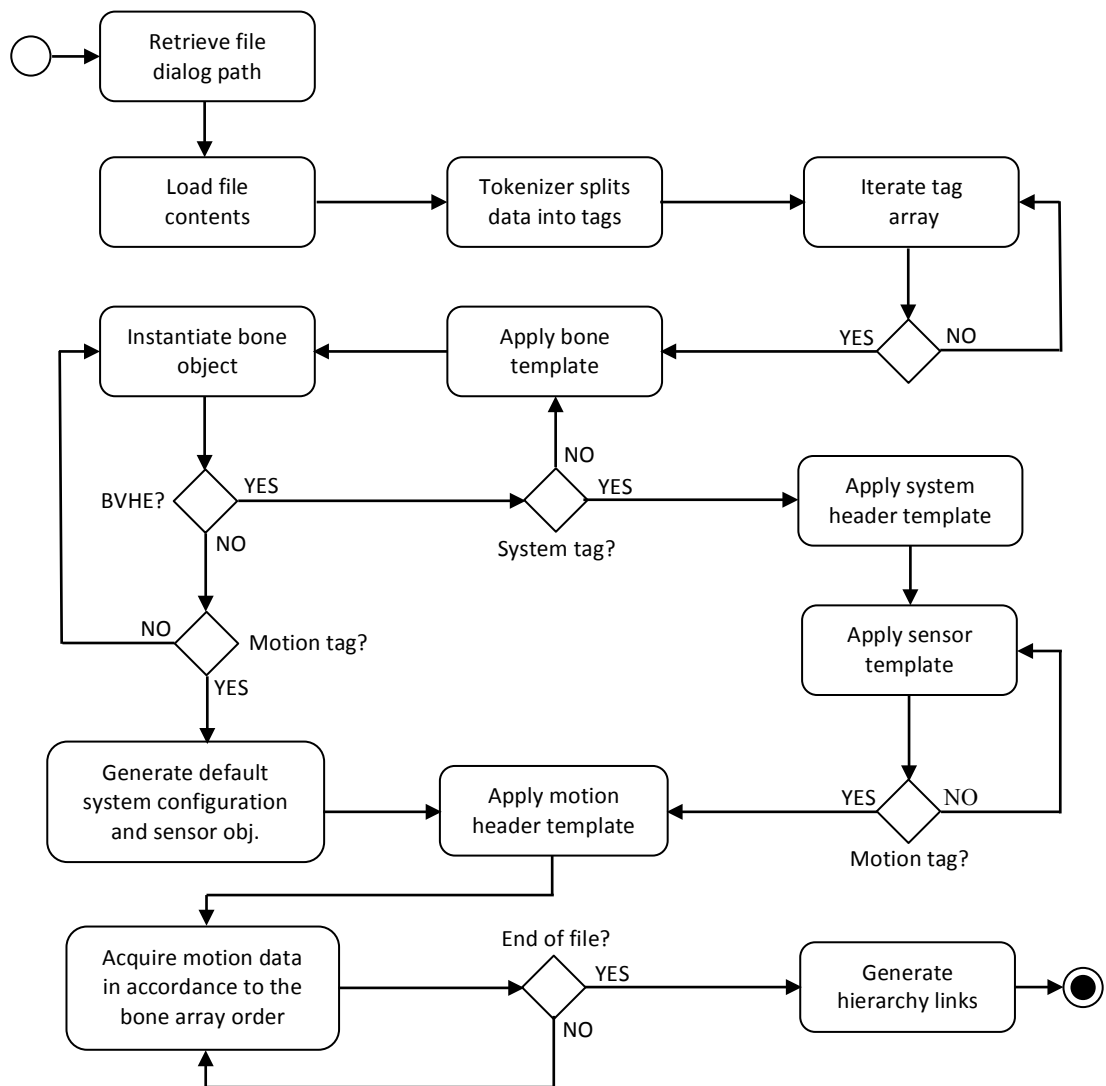 Retrieve file
dialog path
Load file
contents
Tokenizer splits
data into tags
Iterate tag
array
Instantiate bone
object
Apply bone
template
YES
NO
BVHE?
YES
NO
NO
YES
System tag?
Apply system
header template
NO
Motion tag?
YES
Apply sensor
template
Generate default
system configuration
and sensor obj.
Apply motion
header template
YES
NO
Motion tag?
Acquire motion data
in accordance to the
bone array order
End of file?
YES
NO
Generate
hierarchy links